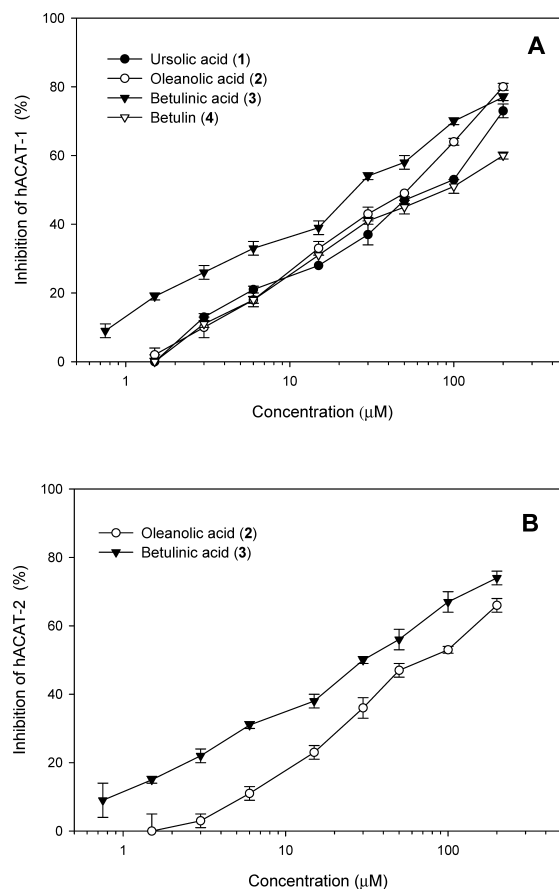 A
Ursolic acid (1)
Oleanolic acid (2)
Betulinic acid (3)
Betulin (4)
Inhibition of hACAT-1 (%)
100
80
60
40
20
0
1
10
100
Concentration (μM)
B
Oleanolic acid (2)
Betulinic acid (3)
Inhibition of hACAT-2 (%)
100
80
60
40
20
0
1
10
100
Concentration (μM)